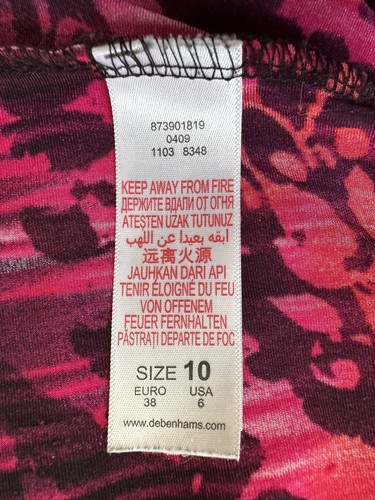 873901819
0409
1103 8348
KEEP AWAY FROM FIRE
ДЕРЖИТЕ ВДАЛИ ОТ ОГНЯ
ATEŞTEN UZAK TUTUNUZ
ابقه بعيدا عن اللهب
远离火源
JAUHKAN DARI API
TENIR ÉLOIGNÉ DU FEU
VON OFFENEM
FEUER FERNHALTEN
PĂSTRAȚI DEPARTE DE FOC
SIZE 10
EURO USA
38 6
www.debenhams.com